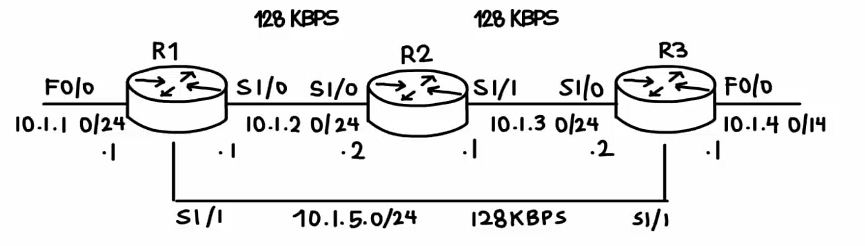 128 KBPS 128 KBPS
R1 R2 R3
F0/0 S1/0 S1/0 S1/1 S1/0 F0/0
10.1.1 0/24 10.1.2 0/24 10.1.3 0/24 10.1.4 0/14
.1 .1 .2 .1 .2 .1
S1/1 10.1.5.0/24 128KBPS S1/1